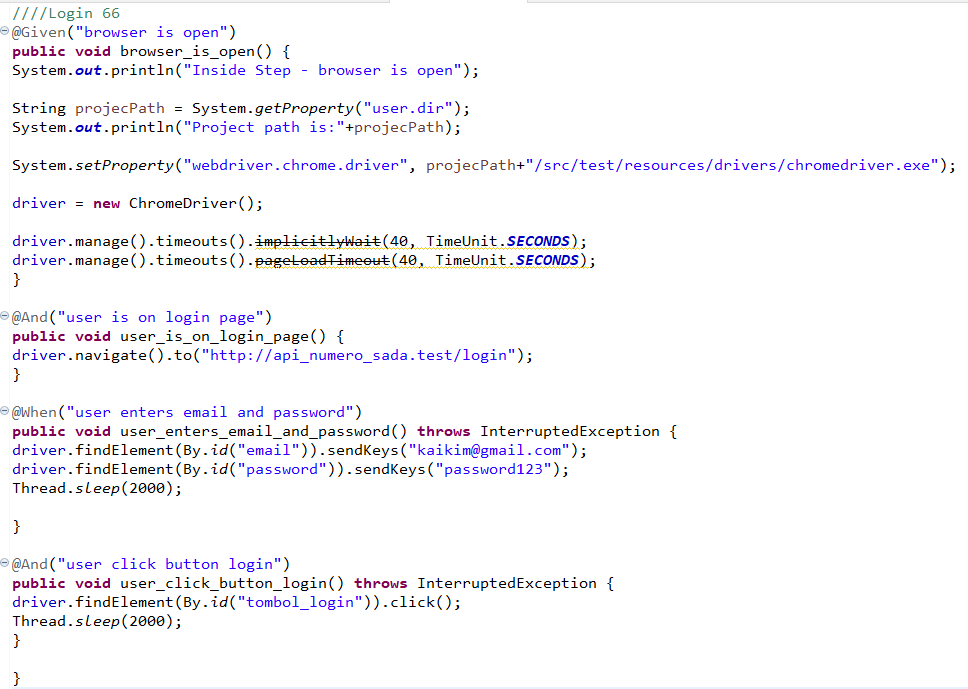 ////Login 66
@Given("browser is open")
public void browser_is_open() {
System.out.println("Inside Step - browser is open");
String projecPath = System.getProperty("user.dir");
System.out.println("Project path is:"+projecPath);
System.setProperty("webdriver.chrome.driver", projecPath+"/src/test/resources/drivers/chromedriver.exe");
driver = new ChromeDriver();
driver.manage().timeouts().implicitlyWait(40, TimeUnit.SECONDS);
driver.manage().timeouts().pageLoadTimeout(40, TimeUnit.SECONDS);
}
@And("user is on login page")
public void user_is_on_login_page() {
driver.navigate().to("http://api_numero_sada.test/login");
}
@When("user enters email and password")
public void user_enters_email_and_password() throws InterruptedException {
driver.findElement(By.id("email")).sendKeys("kaikim@gmail.com");
driver.findElement(By.id("password")).sendKeys("password123");
Thread.sleep(2000);
}
@And("user click button login")
public void user_click_button_login() throws InterruptedException {
driver.findElement(By.id("tombol_login")).click();
Thread.sleep(2000);
}
}